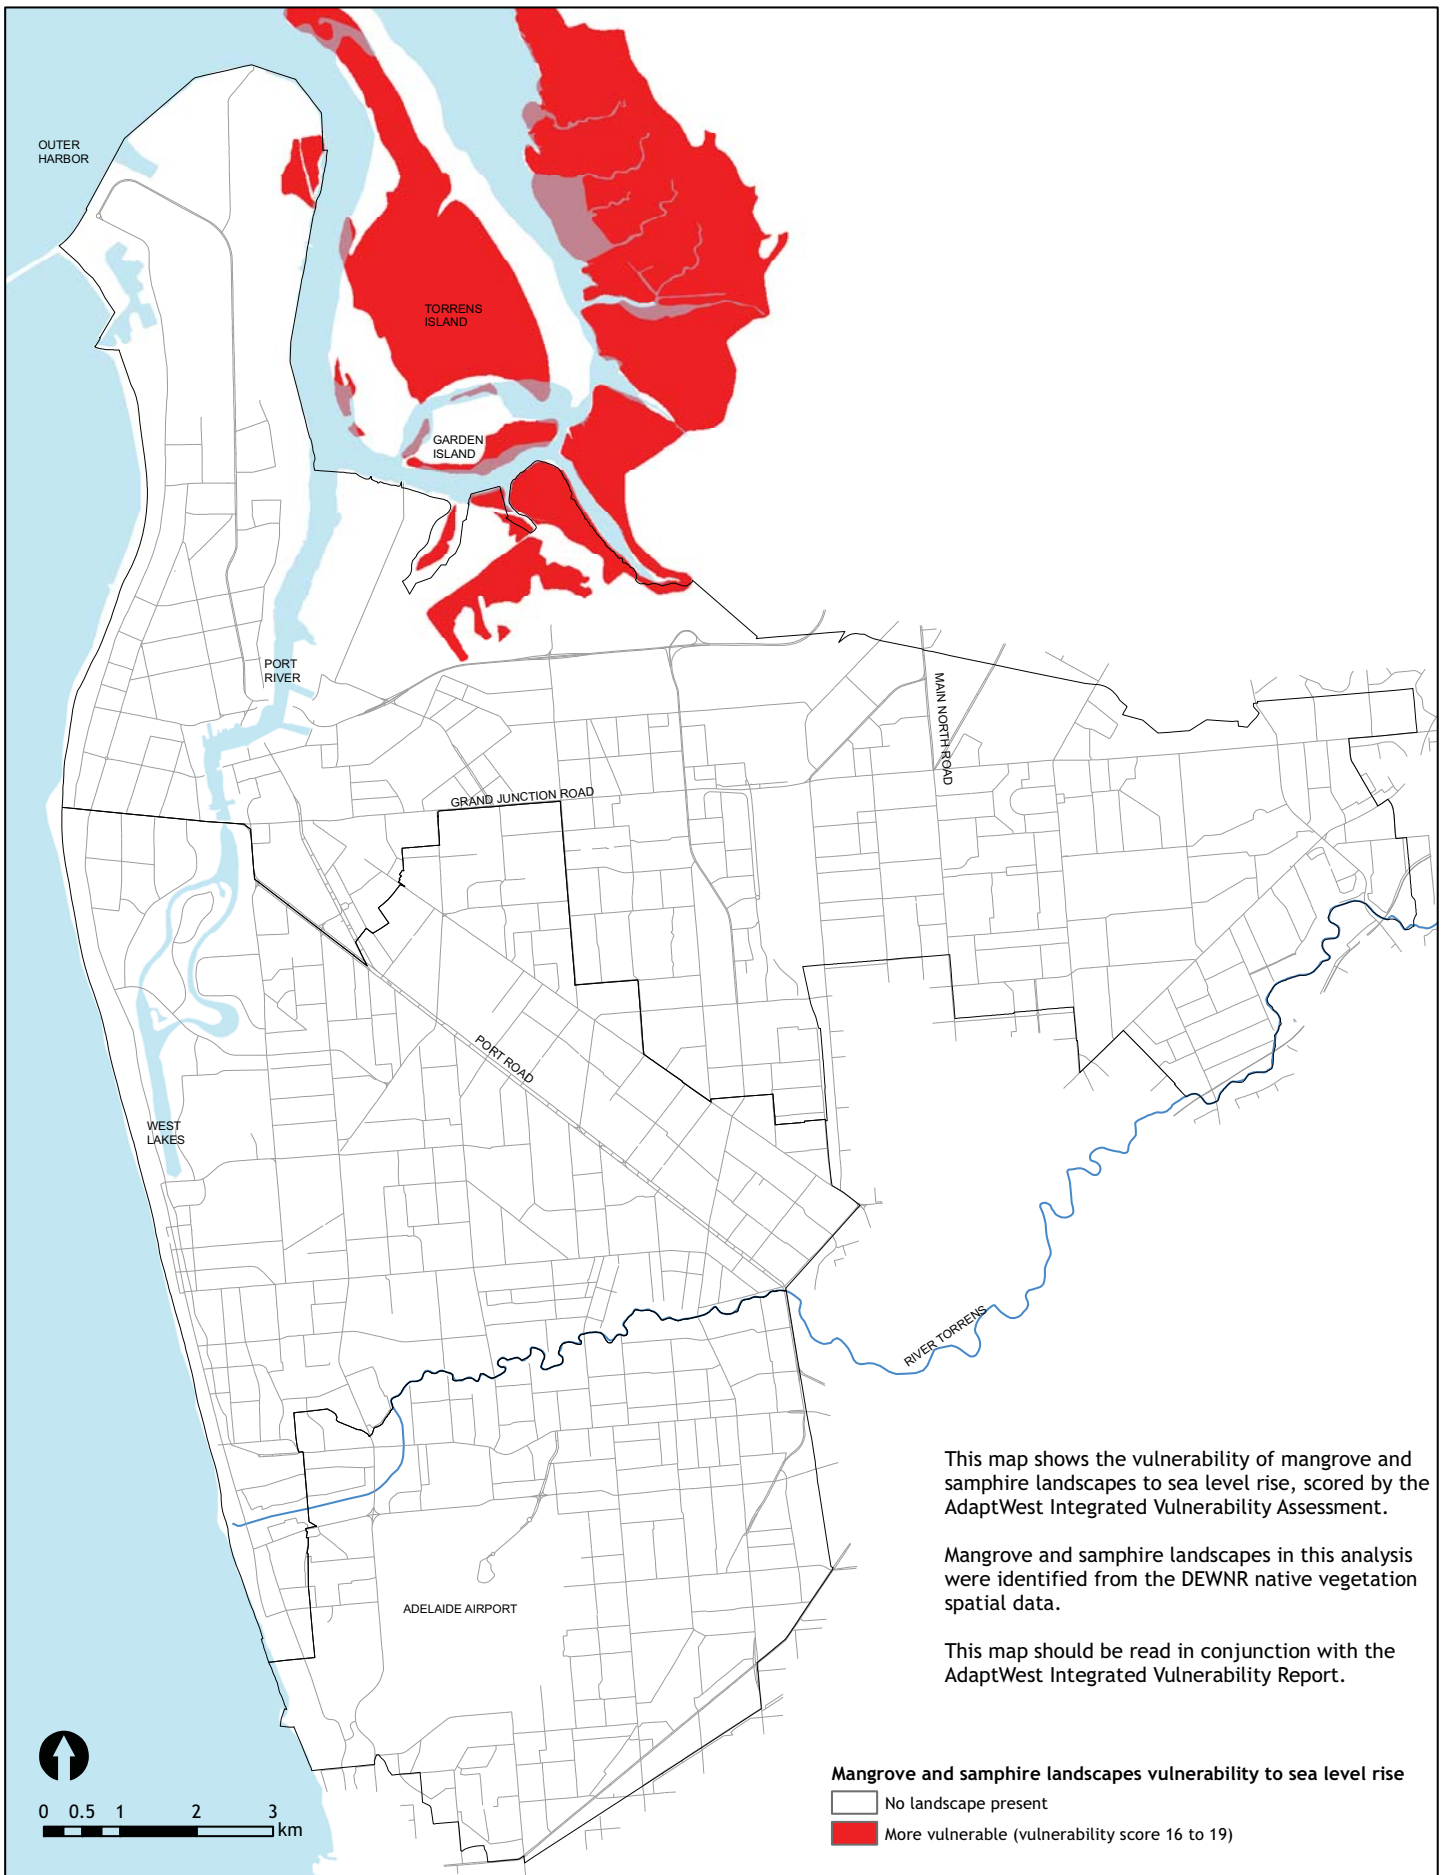 OUTER
HARBOR
TORRENS
ISLAND
GARDEN
ISLAND
PORT
RIVER
MAIN NORTH ROAD
GRAND JUNCTION ROAD
PORT ROAD
WEST
LAKES
RIVER TORRENS
ADELAIDE AIRPORT
This map shows the vulnerability of mangrove and
samphire landscapes to sea level rise, scored by the
AdaptWest Integrated Vulnerability Assessment.
Mangrove and samphire landscapes in this analysis
were identified from the DEWNR native vegetation
spatial data.
This map should be read in conjunction with the
AdaptWest Integrated Vulnerability Report.
Mangrove and samphire landscapes vulnerability to sea level rise
No landscape present
More vulnerable (vulnerability score 16 to 19)
0 0.5 1 2 3
km